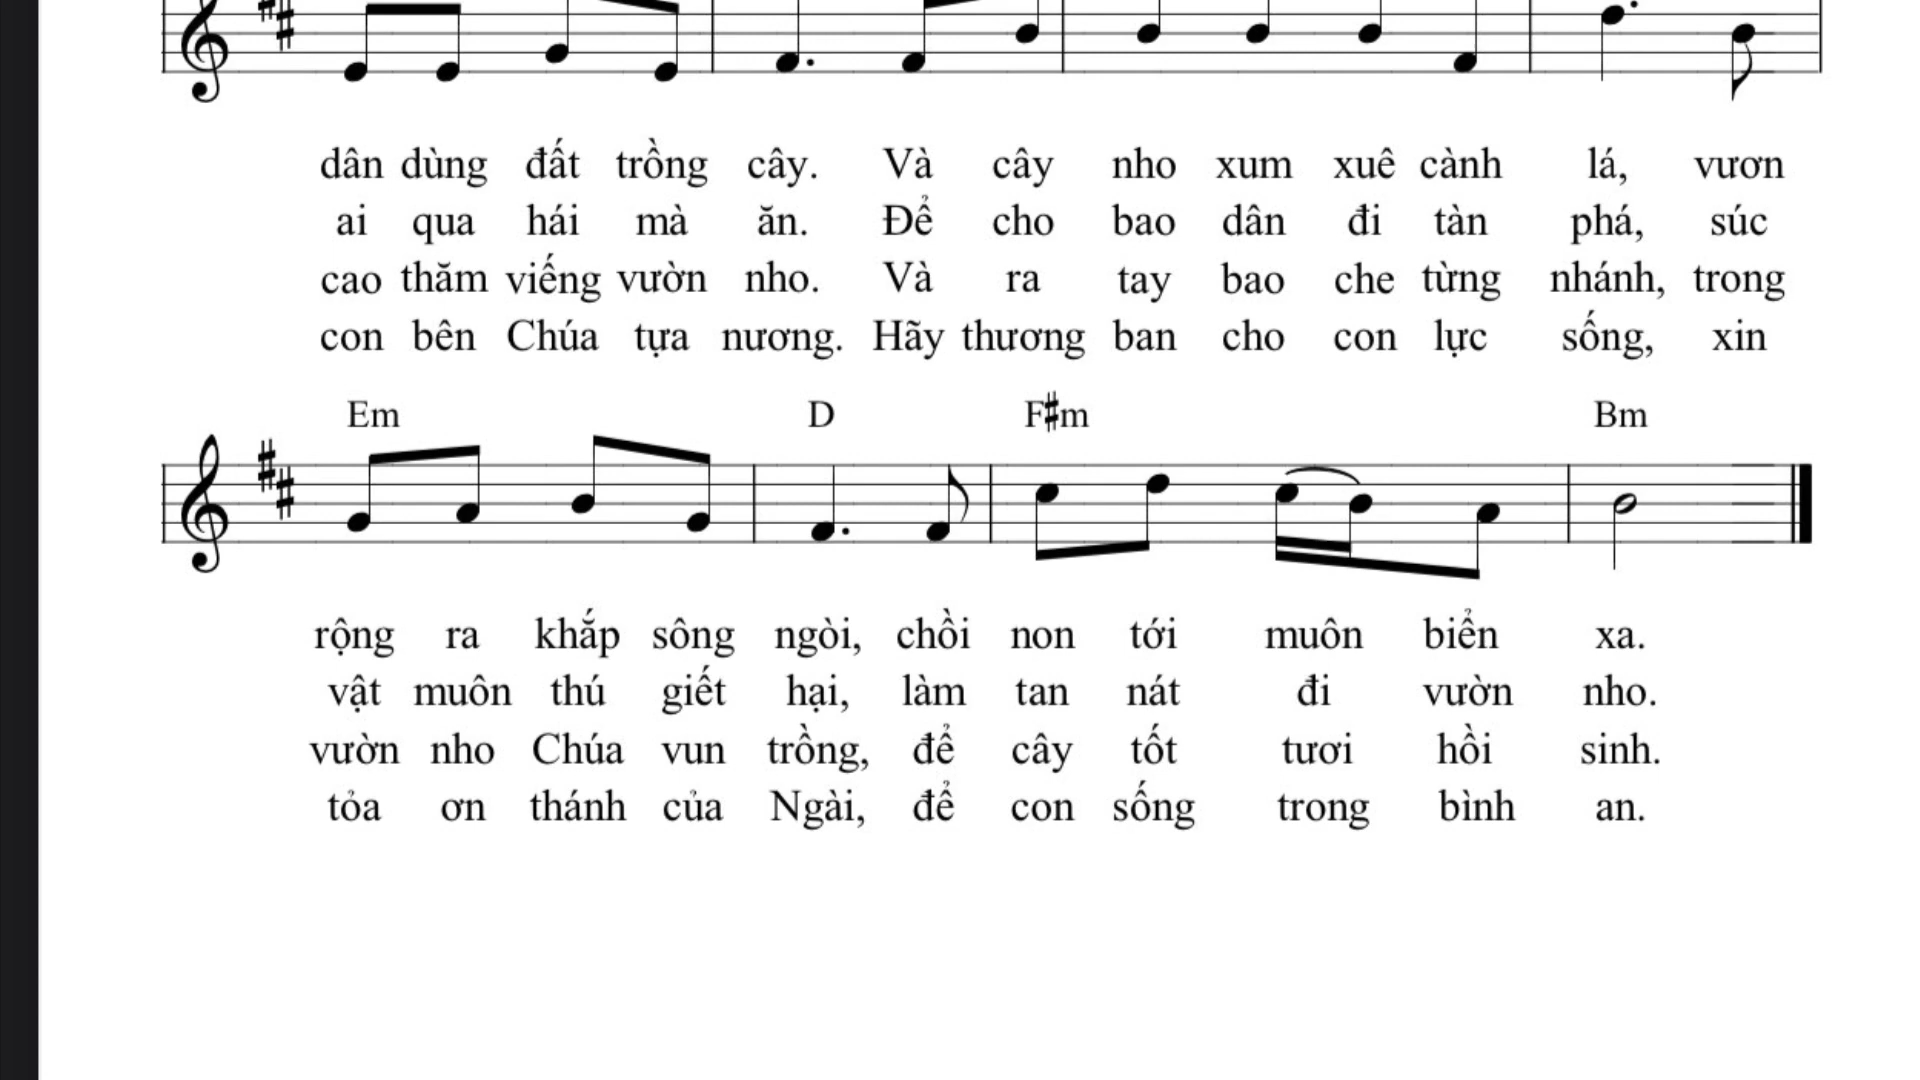 dân dùng đất trồng cây. Và cây nho xum xuê cành lá, vươn
ai qua hái mà ăn. Để cho bao dân đi tàn phá, súc
cao thăm viếng vườn nho. Và ra tay bao che từng nhánh, trong
con bên Chúa tựa nương. Hãy thương ban cho con lực sống, xin
Em D F#m Bm
rộng ra khắp sông ngòi, chồi non tới muôn biển xa.
vật muôn thú giết hại, làm tan nát đi vườn nho.
vườn nho Chúa vun trồng, để cây tốt tươi hồi sinh.
tỏa ơn thánh của Ngài, để con sống trong bình an.